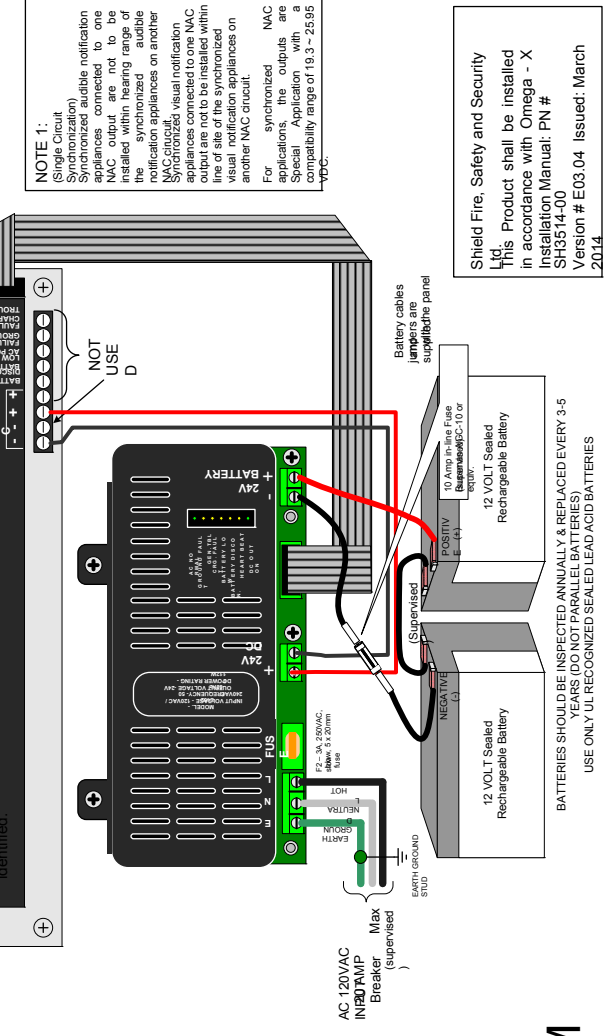 NOTE 1:
(Single Circuit
Synchronization)
Synchronized audible notification
appliances connected to one
NAC output are not to be
installed within hearing range of
the synchronized audible
notification appliances on another
NAC cirucuit.
Synchronized visual notification
appliances connected to one NAC
output are not to be installed within
line of site of the synchronized
visual notification appliances on
another NAC cirucuit.
For synchronized NAC
applications, the outputs are
Special Application with a
compatibility range of 19.3 ~ 25.95
VDC.
Shield Fire, Safety and Security
Ltd.
This Product shall be installed
in accordance with Omega - X
Installation Manual: PN #
SH3514-00
Version # E03.04 Issued: March
2014
identified.
C
- - + +
NOT
USE
D
Battery cables
supplied
10 Amp in-line Fuse
equiv.
12 VOLT Sealed
Rechargeable Battery
POSITIV
E (+)
(Supervised
)
NEGATIVE
(-)
12 VOLT Sealed
Rechargeable Battery
BATTERIES SHOULD BE INSPECTED ANNUALLY & REPLACED EVERY 3-5
YEARS (DO NOT PARALLEL BATTERIES)
USE ONLY UL RECOGNIZED SEALED LEAD ACID BATTERIES
- BATTERY +
24V
24V
DC
+
FUS
E
L
N
E
F2 – 3A, 250VAC,
fuse
HOT
L
NEUTRA
D
GROUN
EARTH
EARTH GROUND
STUD
AC 120VAC
Breaker Max
(supervised
)
MODEL -
INPUT VOLTAGE - 120VAC /
M